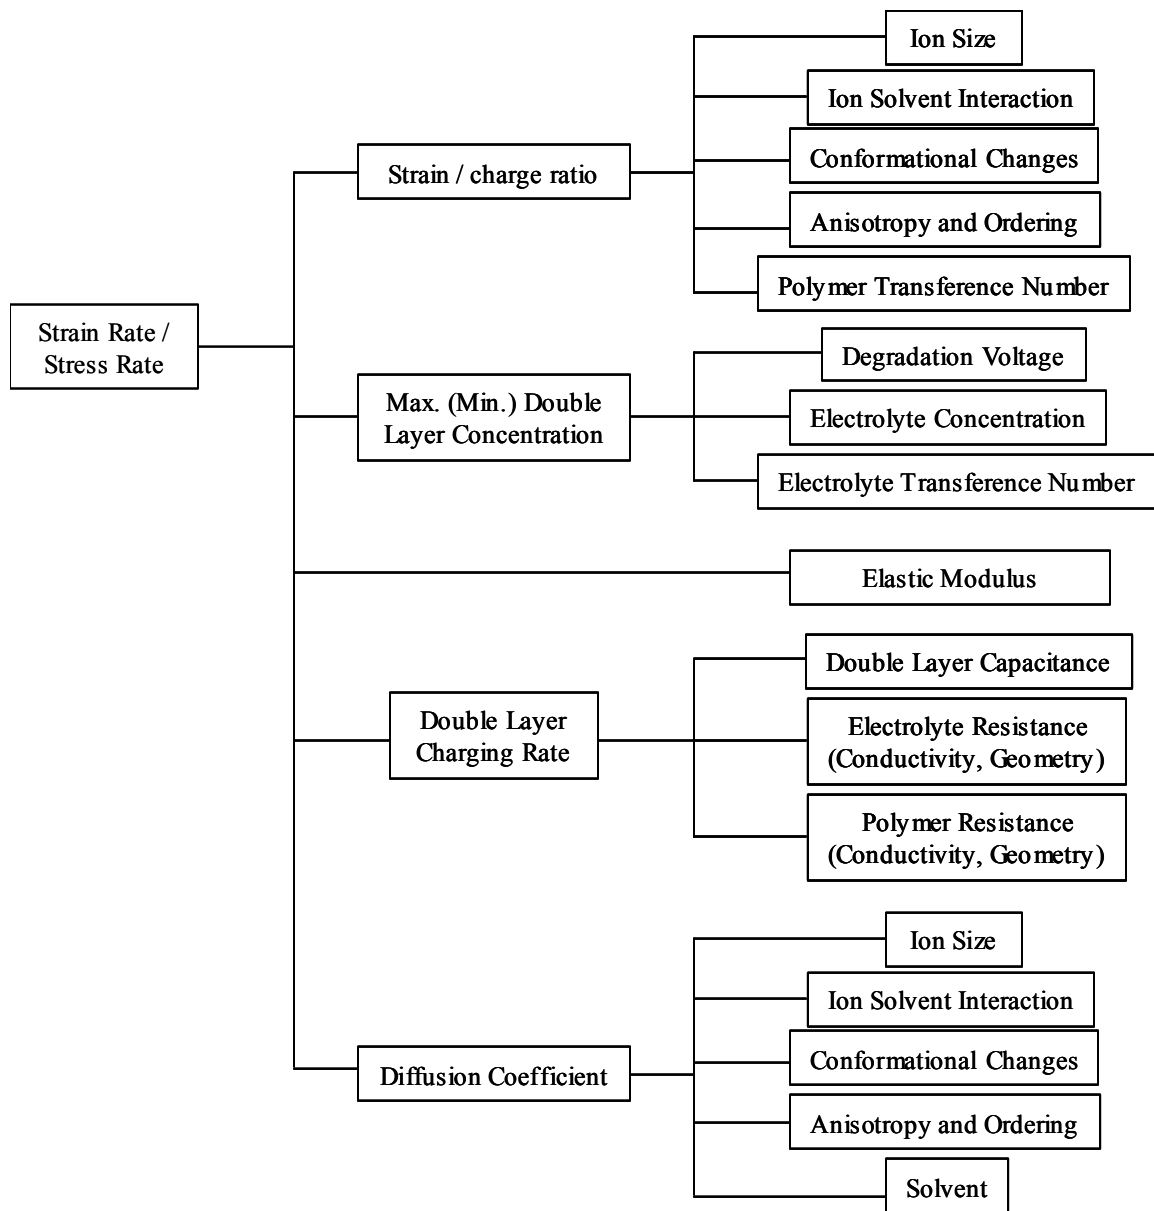 Strain Rate /
Stress Rate
Strain / charge ratio
Ion Size
Ion Solvent Interaction
Conformational Changes
Anisotropy and Ordering
Polymer Transference Number
Max. (Min.) Double
Layer Concentration
Degradation Voltage
Electrolyte Concentration
Electrolyte Transference Number
Elastic Modulus
Double Layer
Charging Rate
Double Layer Capacitance
Electrolyte Resistance
(Conductivity, Geometry)
Polymer Resistance
(Conductivity, Geometry)
Diffusion Coefficient
Ion Size
Ion Solvent Interaction
Conformational Changes
Anisotropy and Ordering
Solvent